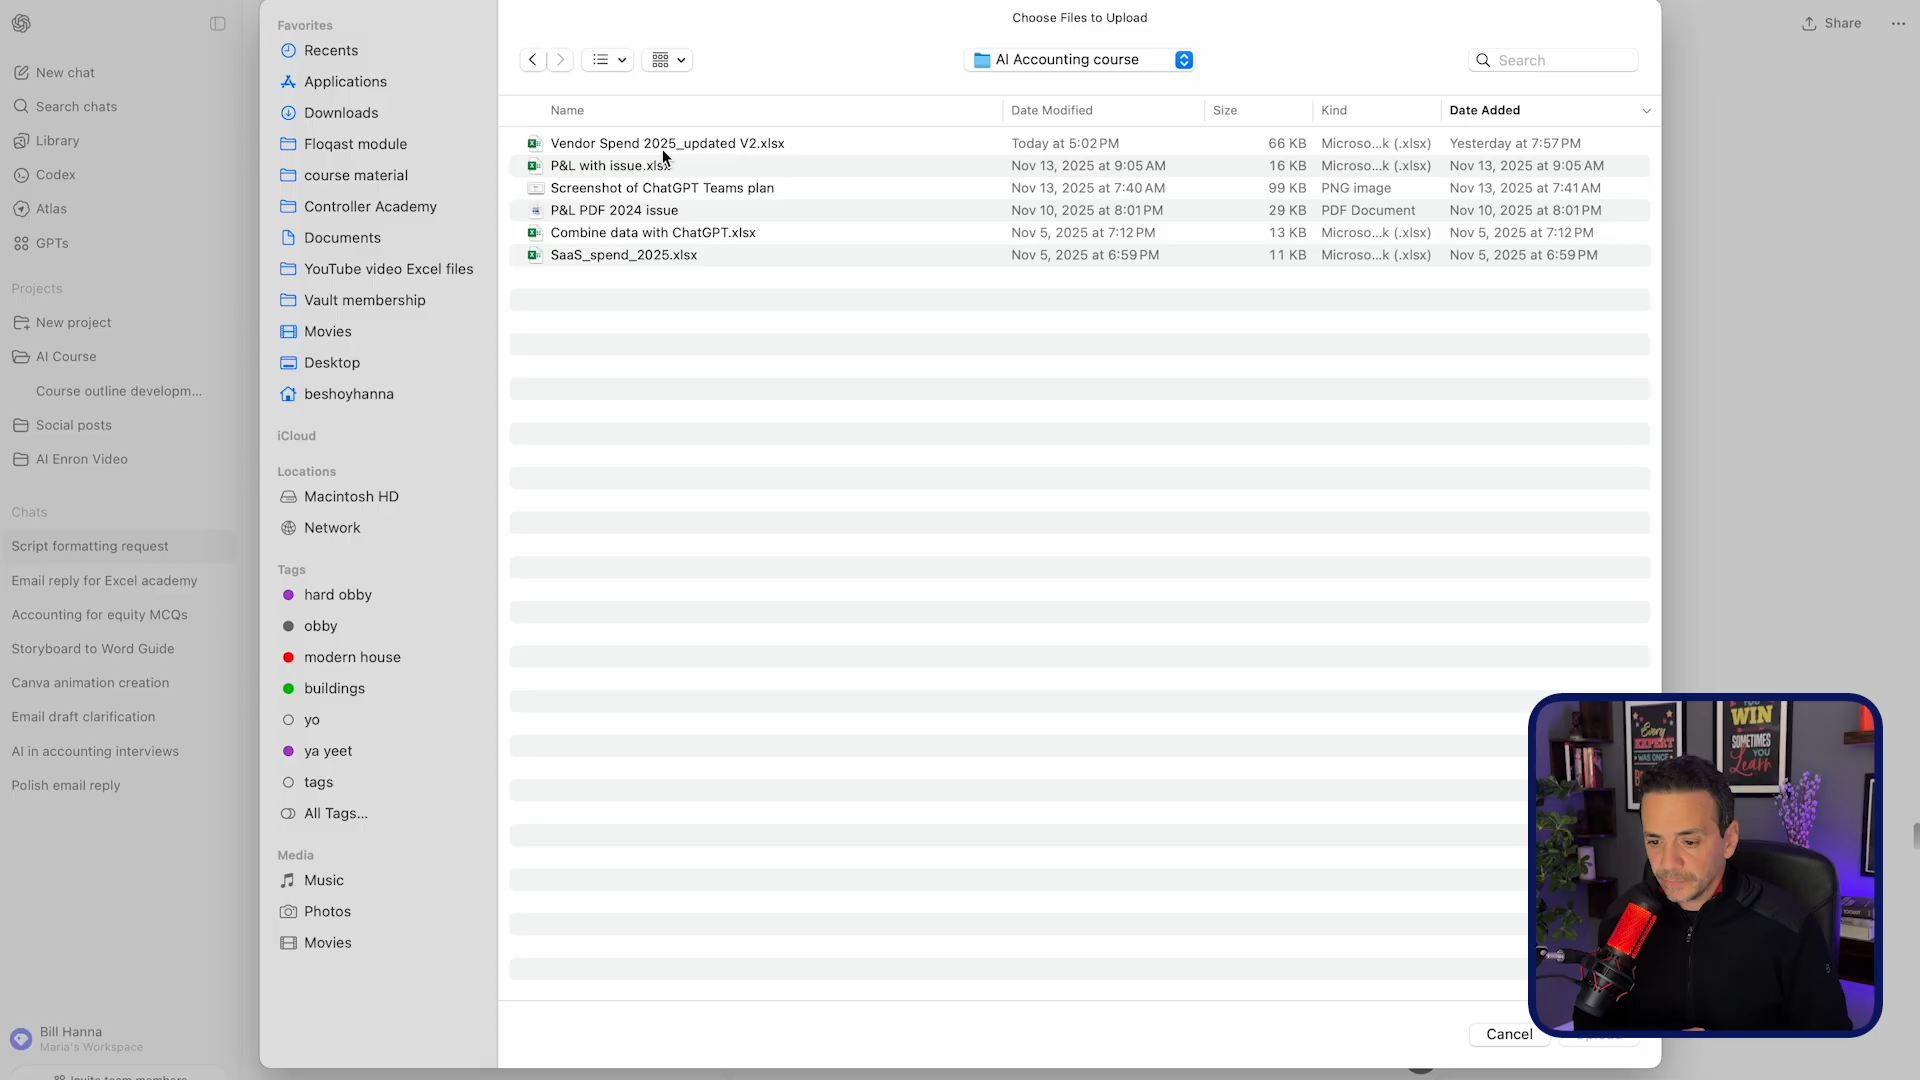 New chat
Search chats
Library
Codex
Atlas
GPTs
Projects
New project
AI Course
Course outline developm...
Social posts
AI Enron Video
Chats
Script formatting request
Email reply for Excel academy
Accounting for equity MCQs
Storyboard to Word Guide
Canva animation creation
Email draft clarification
AI in accounting interviews
Polish email reply
Bill Hanna
Maria's Workspace
Invite team members
Favorites
Recents
Applications
Downloads
Floqast module
course material
Controller Academy
Documents
YouTube video Excel files
Vault membership
Movies
Desktop
beshoyhanna
iCloud
Locations
Macintosh HD
Network
Tags
hard obby
obby
modern house
buildings
yo
ya yeet
tags
All Tags...
Media
Music
Photos
Movies
Choose Files to Upload
AI Accounting course
Search
Name Date Modified Size Kind Date Added
Vendor Spend 2025_updated V2.xlsx Today at 5:02 PM 66 KB Microso...k (.xlsx) Yesterday at 7:57 PM
P&L with issue.xlsx Nov 13, 2025 at 9:05 AM 16 KB Microso...k (.xlsx) Nov 13, 2025 at 9:05 AM
Screenshot of ChatGPT Teams plan Nov 13, 2025 at 7:40 AM 99 KB PNG image Nov 13, 2025 at 7:41 AM
P&L PDF 2024 issue Nov 10, 2025 at 8:01 PM 29 KB PDF Document Nov 10, 2025 at 8:01 PM
Combine data with ChatGPT.xlsx Nov 5, 2025 at 7:12 PM 13 KB Microso...k (.xlsx) Nov 5, 2025 at 7:12 PM
SaaS_spend_2025.xlsx Nov 5, 2025 at 6:59 PM 11 KB Microso...k (.xlsx) Nov 5, 2025 at 6:59 PM
Cancel
Share
Every
EXPERT
WAS ONCE
WIN
SOMETIMES
YOU
Learn